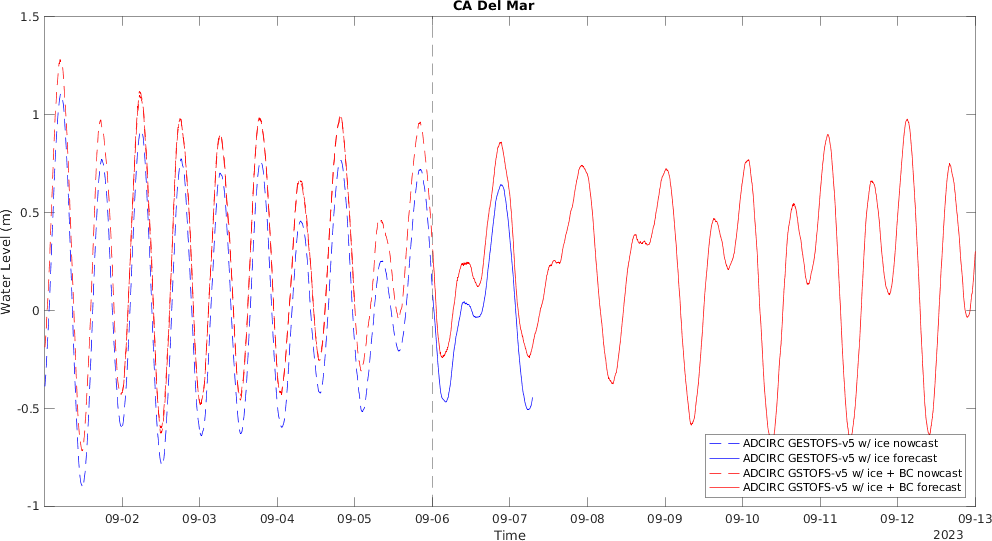 CA Del Mar
1.5
1
0.5
0
-0.5
-1
Water Level (m)
09-02 09-03 09-04 09-05 09-06 09-07 09-08 09-09 09-10 09-11 09-12 09-13
Time
2023
ADCIRC GESTOFS-v5 w/ ice nowcast
ADCIRC GESTOFS-v5 w/ ice forecast
ADCIRC GSTOFS-v5 w/ ice + BC nowcast
ADCIRC GSTOFS-v5 w/ ice + BC forecast